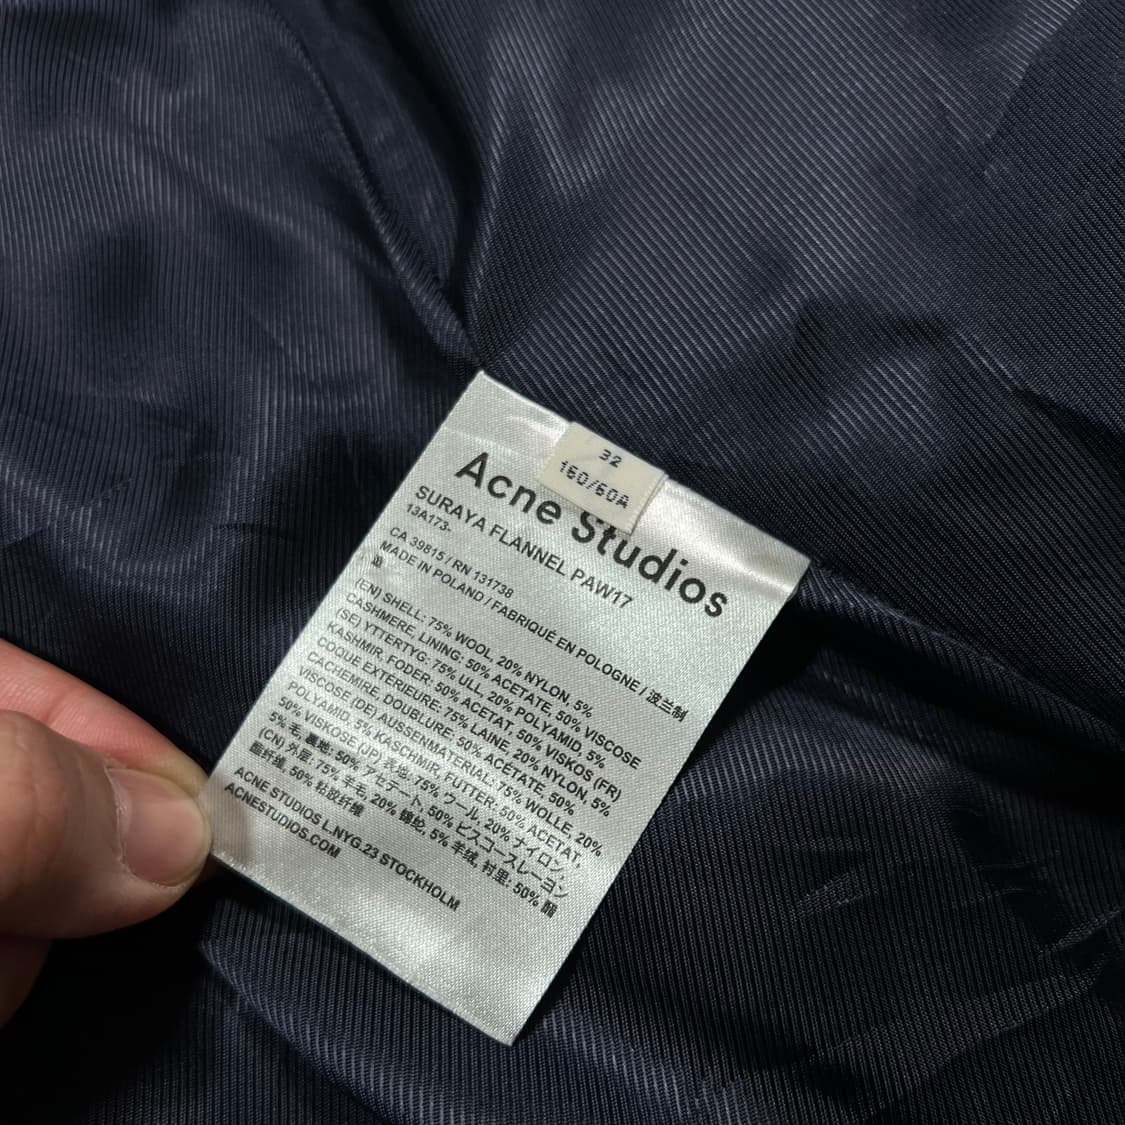 32
160/60A
Acne Studios
SURAYA FLANNEL PAW17
13A173-
CA 39815 / RN 131738
MADE IN POLAND / FABRIQUÉ EN POLOGNE / 波兰制
造
(EN) SHELL: 75% WOOL, 20% NYLON, 5%
CASHMERE, LINING: 50% ACETATE, 50% VISCOSE
(SE) YTTERTYG: 75% ULL, 20% POLYAMID, 5%
KASHMIR, FODER: 50% ACETAT, 50% VISKOS (FR)
COQUE EXTÉRIEURE: 75% LAINE, 20% NYLON, 5%
CACHEMIRE, DOUBLURE: 50% ACÉTATE, 50%
VISCOSE (DE) AUSSENMATERIAL: 75% WOLLE, 20%
POLYAMID, 5% KASCHMIR, FUTTER: 50% ACETAT,
50% VISKOSE (JP) 表地: 75% ウール, 20% ナイロン,
5% 毛, 裏地: 50% アセテート, 50% ビスコースレーヨン
(CN) 外层: 75% 羊毛, 20% 锦纶, 5% 羊绒, 衬里: 50% 醋
酯纤维, 50% 粘胶纤维
ACNE STUDIOS L.NYG.23 STOCKHOLM
ACNESTUDIOS.COM